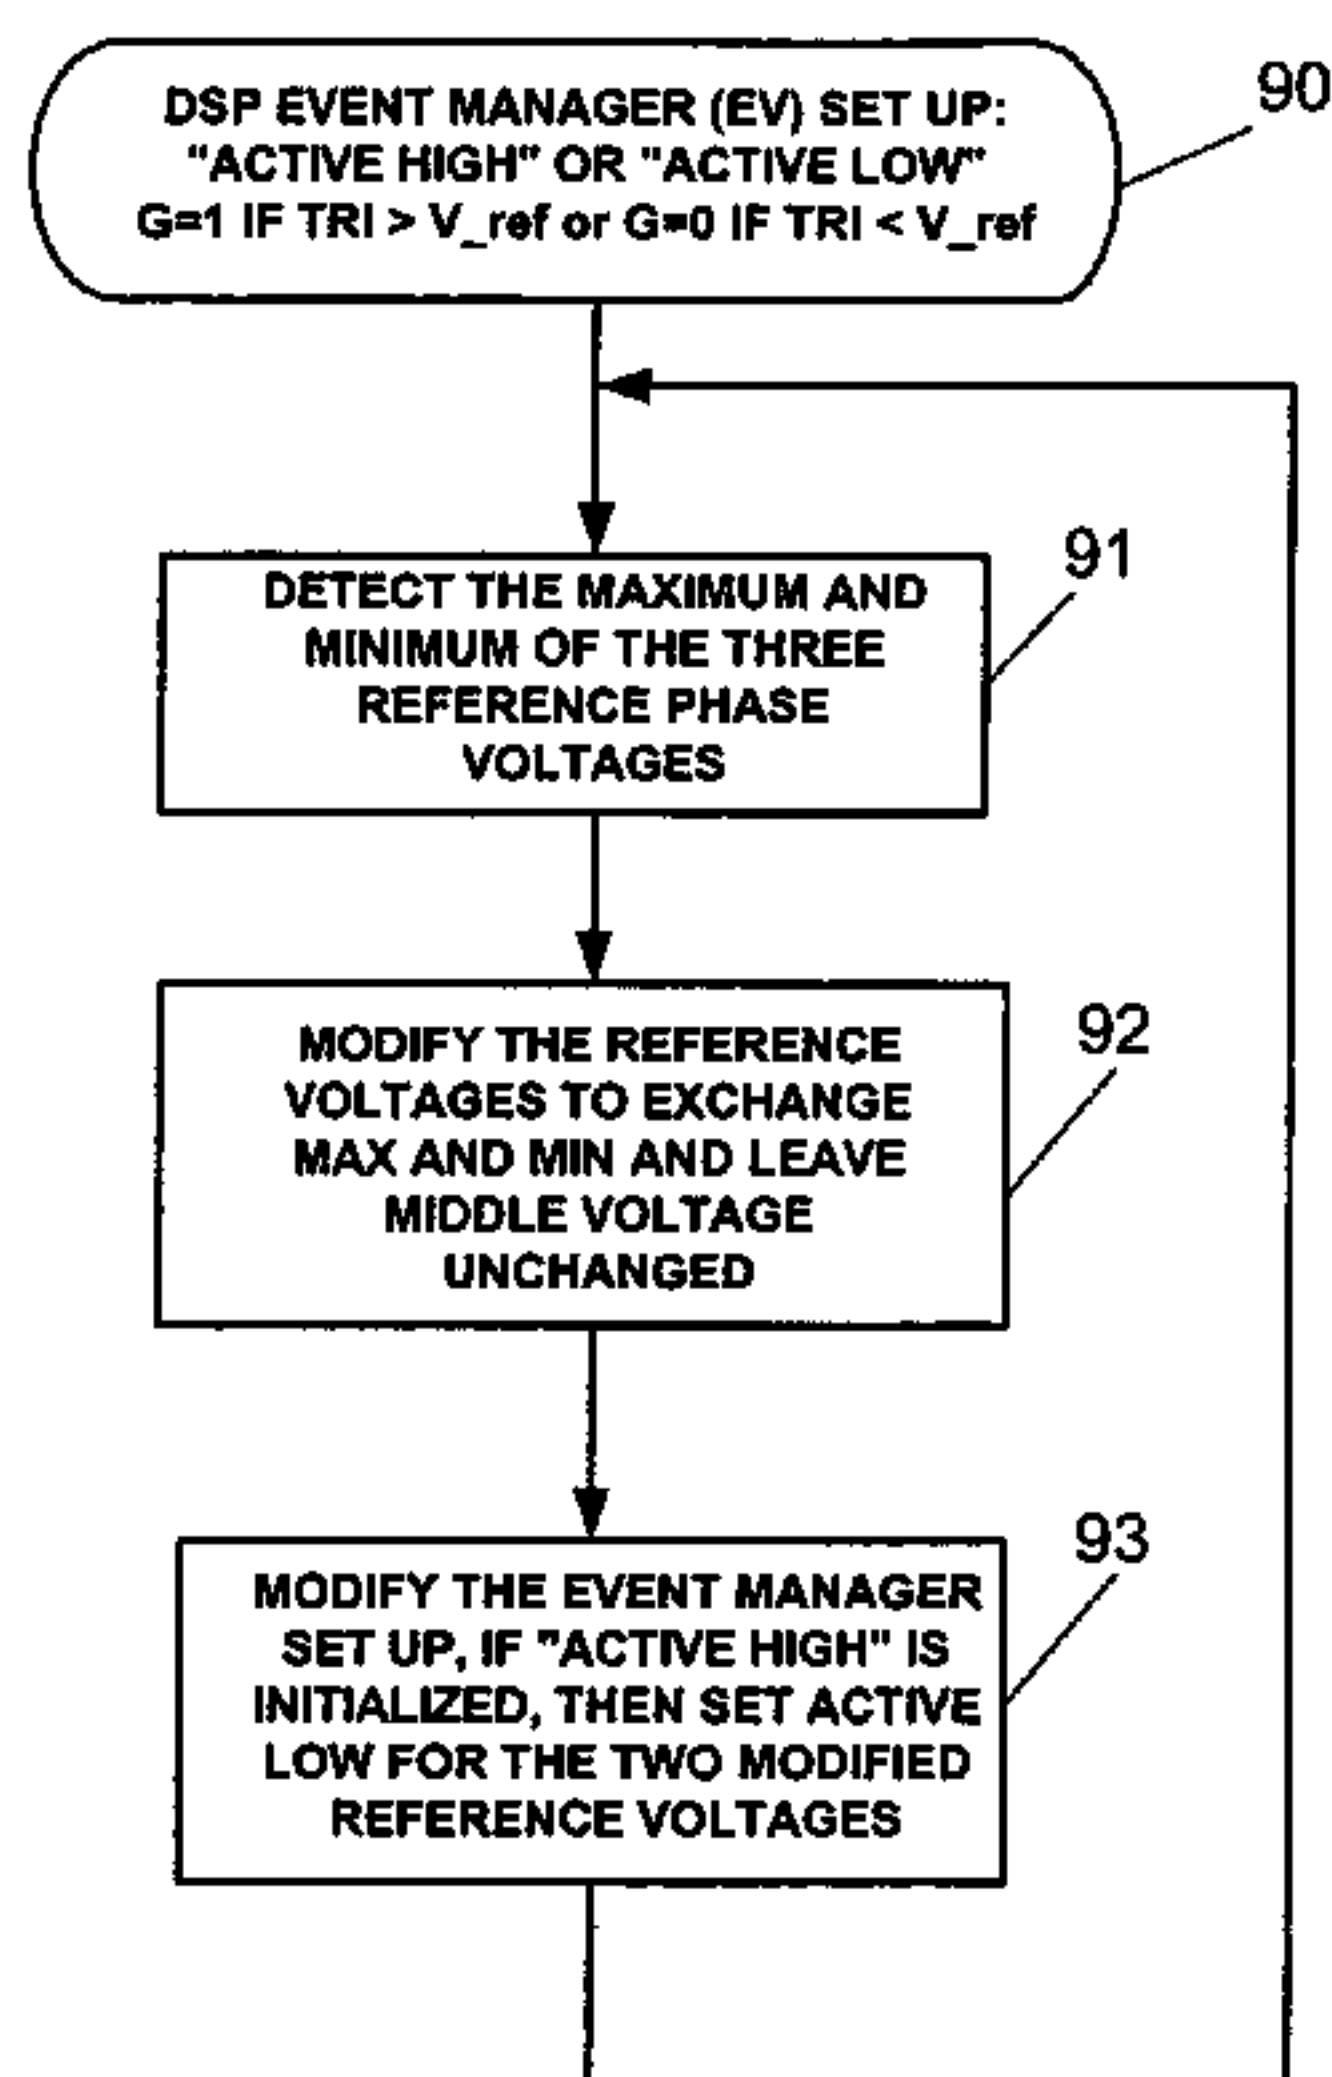 DSP EVENT MANAGER (EV) SET UP:
"ACTIVE HIGH" OR "ACTIVE LOW"
G=1 IF TRI > V_ref or G=0 IF TRI < V_ref
90
DETECT THE MAXIMUM AND
MINIMUM OF THE THREE
REFERENCE PHASE
VOLTAGES
91
MODIFY THE REFERENCE
VOLTAGES TO EXCHANGE
MAX AND MIN AND LEAVE
MIDDLE VOLTAGE
UNCHANGED
92
MODIFY THE EVENT MANAGER
SET UP, IF "ACTIVE HIGH" IS
INITIALIZED, THEN SET ACTIVE
LOW FOR THE TWO MODIFIED
REFERENCE VOLTAGES
93